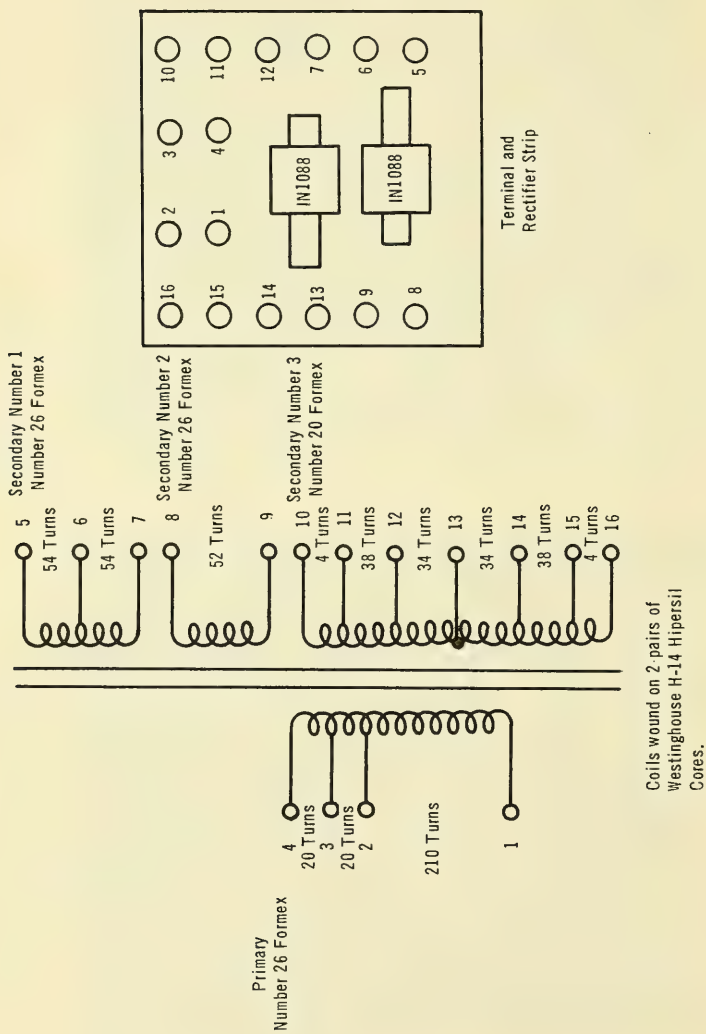 Primary
Number 26 Formex
4
20 Turns
3
20 Turns
2
210 Turns
1
Secondary Number 1
Number 26 Formex
5
54 Turns
6
54 Turns
7
Secondary Number 2
Number 26 Formex
8
52 Turns
9
Secondary Number 3
Number 20 Formex
10
4 Turns
11
38 Turns
12
34 Turns
13
34 Turns
14
38 Turns
15
4 Turns
16
Coils wound on 2 pairs of
Westinghouse H-14 Hipersil
Cores.
16 2 3 10
15 1 4 11
14 12
IN1088
13 7
9 6
IN1088
8 5
Terminal and
Rectifier Strip